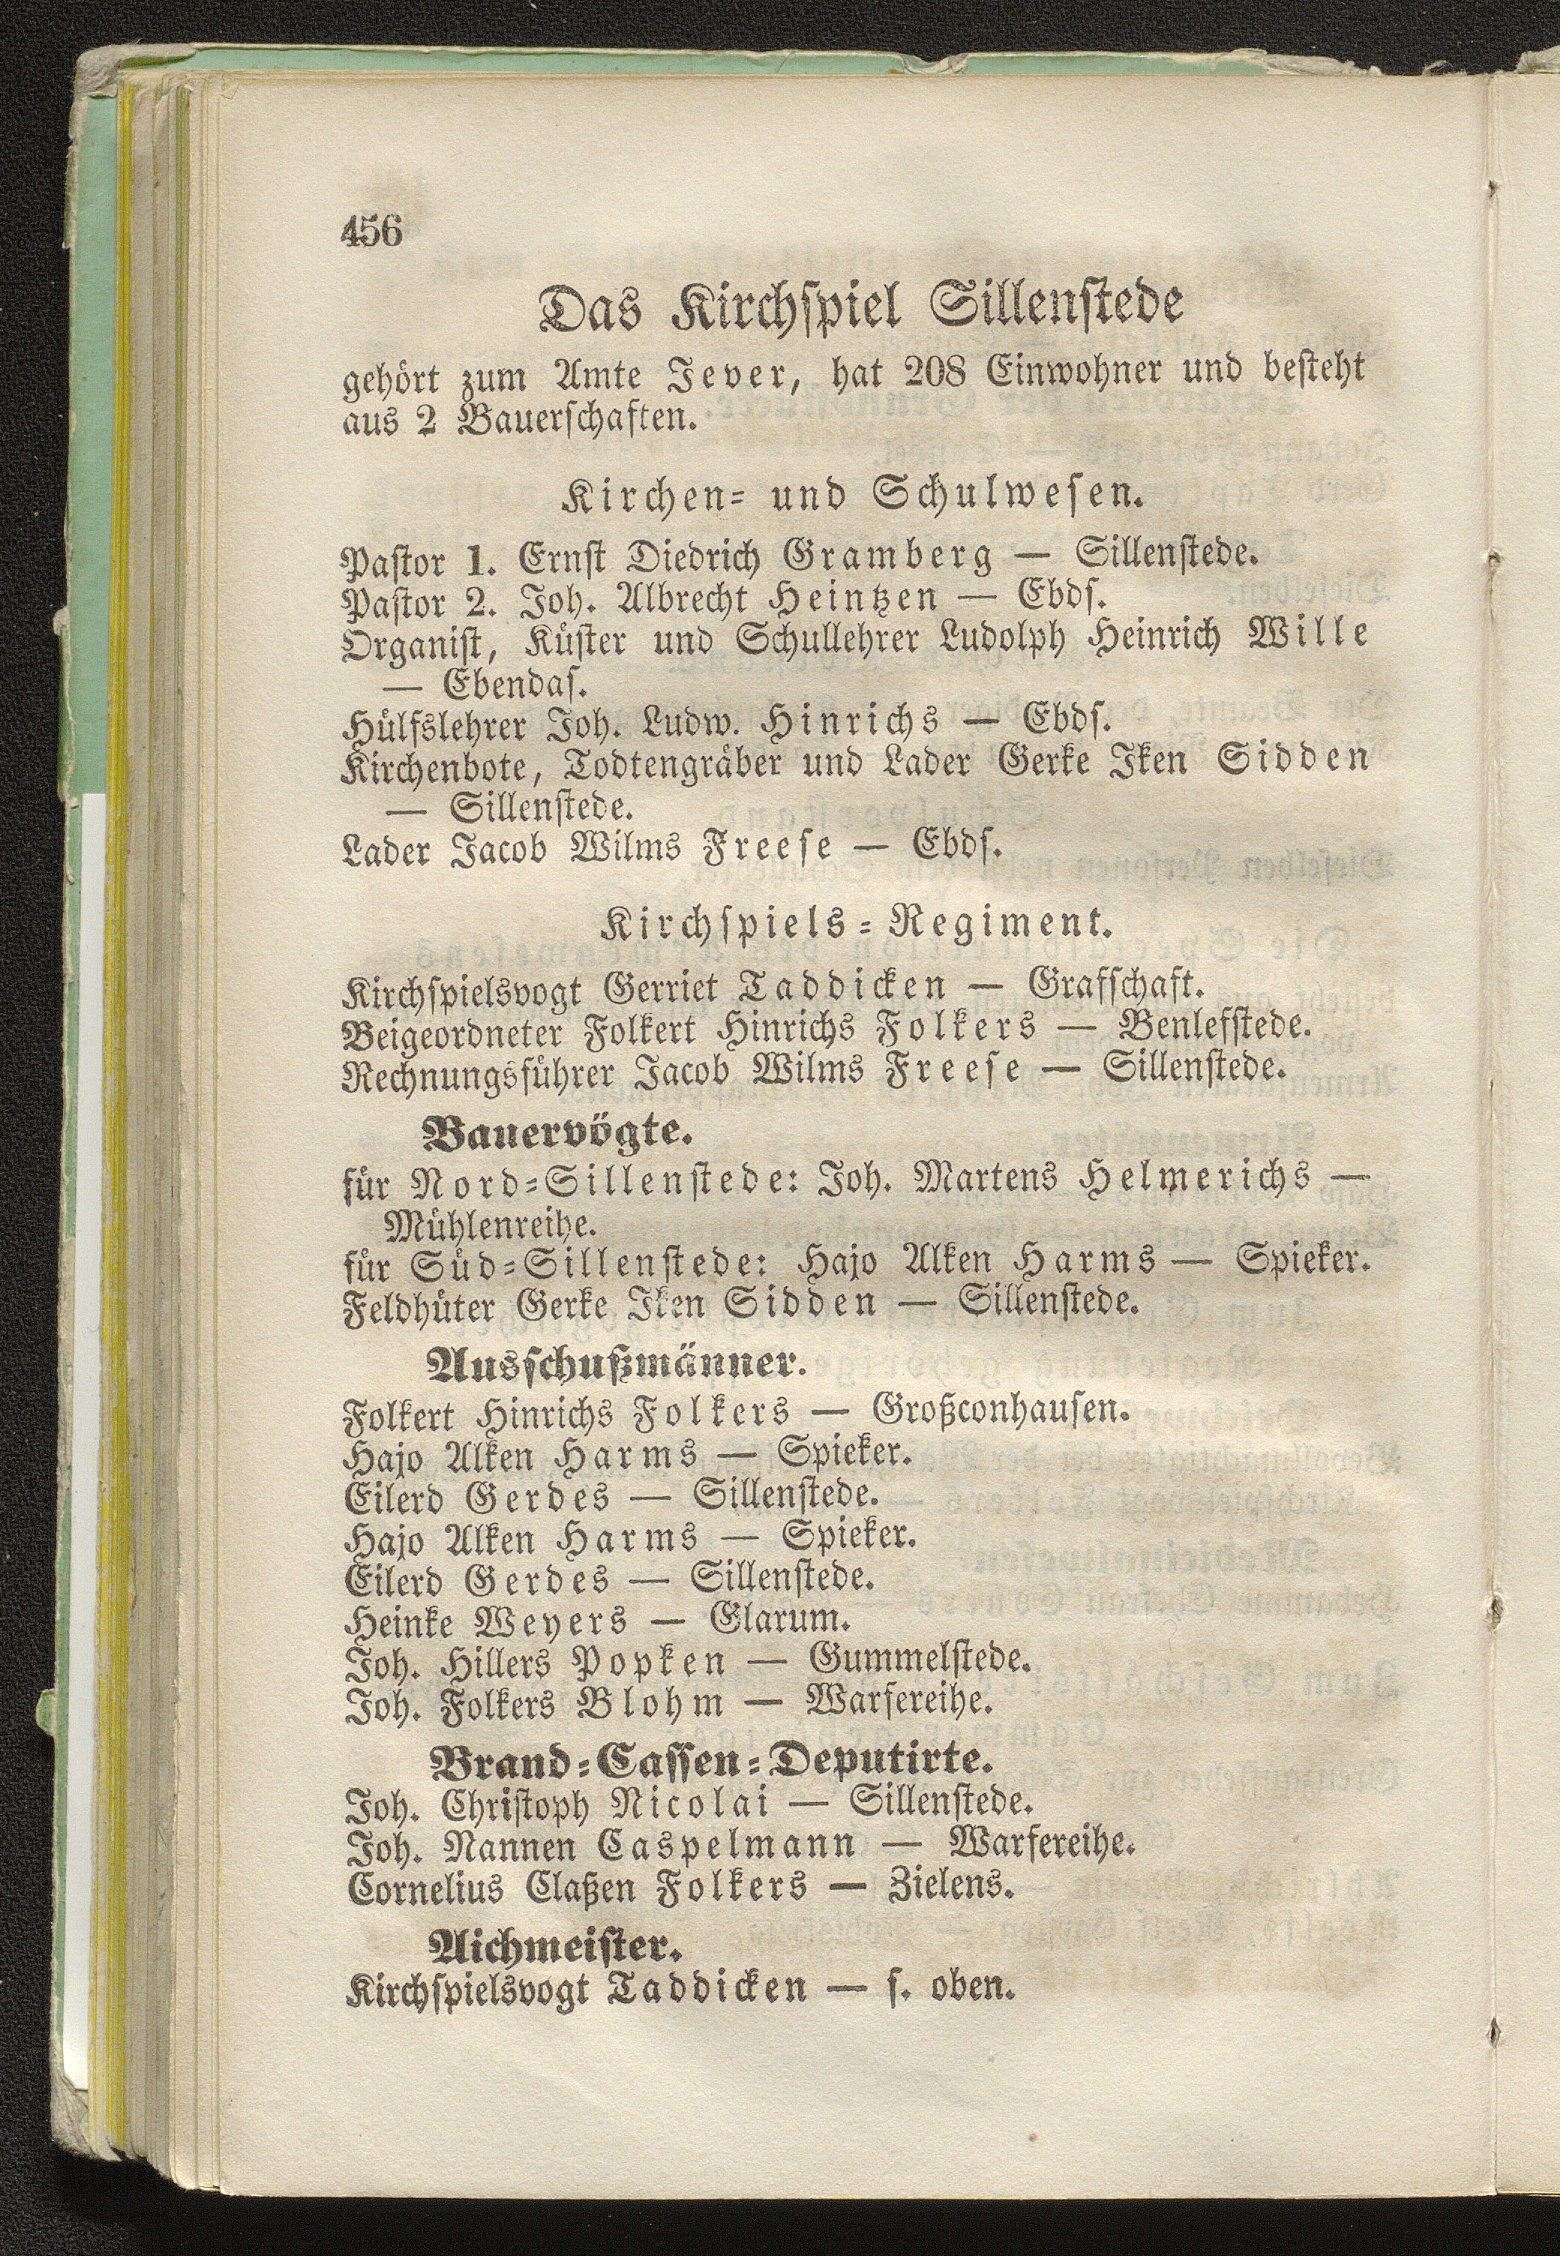 456
Das Kirchspiel Sillenstede
gehört zum Amte Jever, hat 208 Einwohner und besteht
aus 2 Bauerschaften.
Kirchen- und Schulwesen.
Pastor 1. Ernst Diedrich Gramberg — Sillenstede.
Pastor 2. Joh. Albrecht Heintzen — Ebds.
Organist, Küster und Schullehrer Ludolph Heinrich Wille
— Ebendas.
Hülfslehrer Joh. Ludw. Hinrichs — Ebds.
Kirchenbote, Todtengräber und Lader Gerke Iken Sidden
— Sillenstede.
Lader Jacob Wilms Freese — Ebds.
Kirchspiels-Regiment.
Kirchspielsvogt Gerriet Taddicken — Grafschaft.
Beigeordneter Folkert Hinrichs Folkers — Benlefstede.
Rechnungsführer Jacob Wilms Freese — Sillenstede.
Bauervögte.
für Nord-Sillenstede: Joh. Martens Helmerichs —
Mühlenreihe.
für Süd-Sillenstede: Hajo Alken Harms — Spieker.
Feldhüter Gerke Iken Sidden — Sillenstede.
Ausschußmänner.
Folkert Hinrichs Folkers — Großconhausen.
Hajo Alken Harms — Spieker.
Eilerd Gerdes — Sillenstede.
Hajo Alken Harms — Spieker.
Eilerd Gerdes — Sillenstede.
Heinke Weyers — Glarum.
Joh. Hillers Popken — Gummelstede.
Joh. Folkers Blohm — Warfereihe.
Brand-Cassen-Deputirte.
Joh. Christoph Nicolai — Sillenstede.
Joh. Nannen Caspelmann — Warfereihe.
Cornelius Claßen Folkers — Zielens.
Aichmeister.
Kirchspielsvogt Taddicken — s. oben.